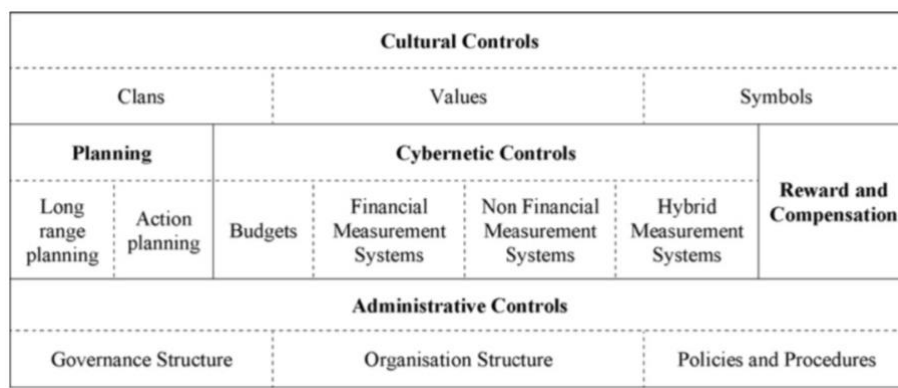 Cultural Controls
Clans
Values
Symbols
Planning
Cybernetic Controls
Reward and
Compensation
Long
range
planning
Action
planning
Budgets
Financial
Measurement
Systems
Non Financial
Measurement
Systems
Hybrid
Measurement
Systems
Administrative Controls
Governance Structure
Organisation Structure
Policies and Procedures